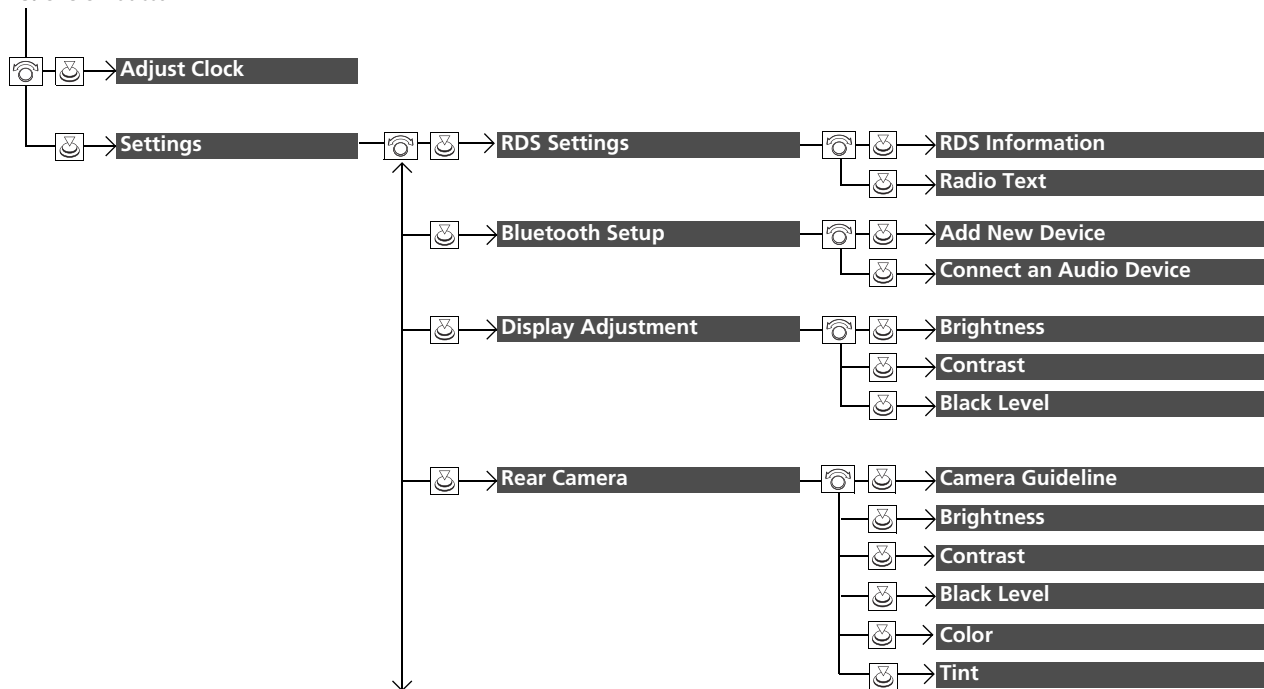 Adjust Clock
Settings
RDS Settings
RDS Information
Radio Text
Bluetooth Setup
Add New Device
Connect an Audio Device
Display Adjustment
Brightness
Contrast
Black Level
Rear Camera
Camera Guideline
Brightness
Contrast
Black Level
Color
Tint